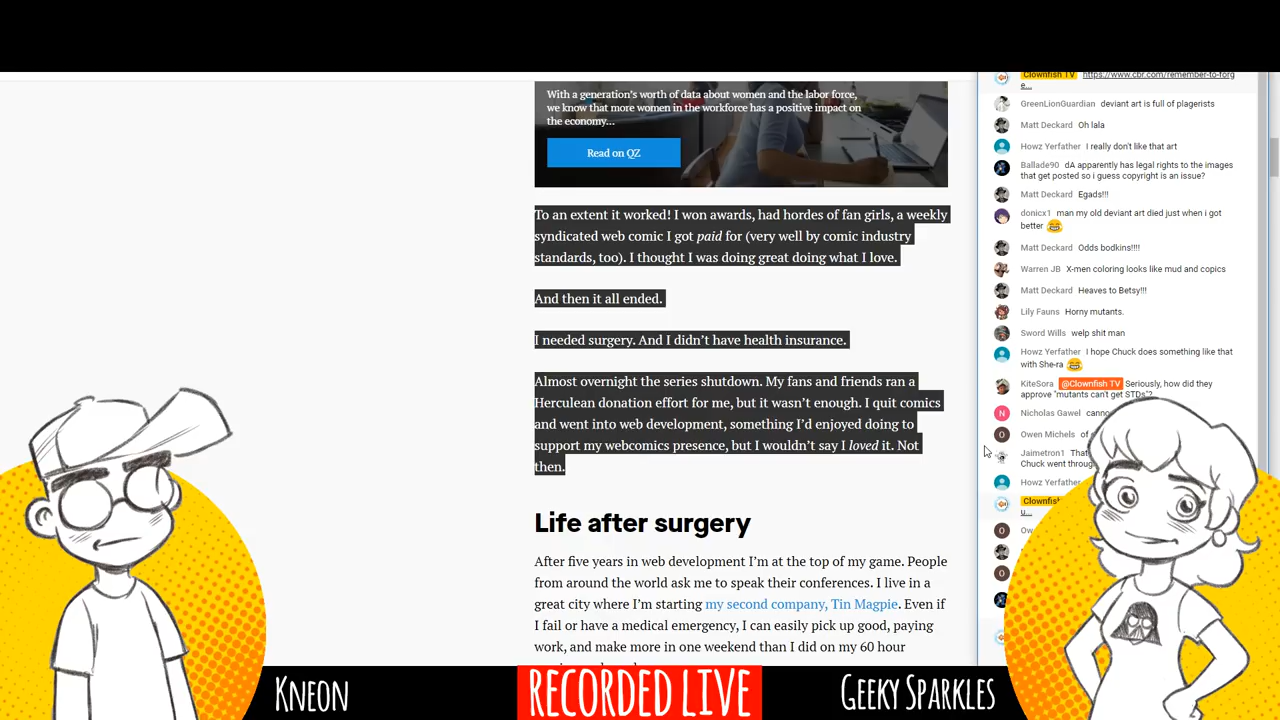 With a generation's worth of data about women and the labor force,
we know that more women in the workforce has a positive impact on
the economy...
Read on QZ
To an extent it worked! I won awards, had hordes of fan girls, a weekly
syndicated web comic I got paid for (very well by comic industry
standards, too). I thought I was doing great doing what I love.
And then it all ended.
I needed surgery. And I didn't have health insurance.
Almost overnight the series shutdown. My fans and friends ran a
Herculean donation effort for me, but it wasn't enough. I quit comics
and went into web development, something I'd enjoyed doing to
support my webcomics presence, but I wouldn't say I loved it. Not
then.
Life after surgery
After five years in web development I'm at the top of my game. People
from around the world ask me to speak their conferences. I live in a
great city where I'm starting my second company, Tin Magpie. Even if
I fail or have a medical emergency, I can easily pick up good, paying
work, and make more in one weekend than I did on my 60 hour
Clownfish TV https://www.cbr.com/remember-to-forg
e...
GreenLionGuardian deviant art is full of plagerists
Matt Deckard Oh lala
Howz Yerfather I really don't like that art
Ballade90 dA apparently has legal rights to the images
that get posted so i guess copyright is an issue?
Matt Deckard Egads!!!
donicx1 man my old deviant art died just when i got
better 😂
Matt Deckard Odds bodkins!!!!
Warren JB X-men coloring looks like mud and copics
Matt Deckard Heaves to Betsy!!!
Lily Fauns Horny mutants.
Sword Wills welp shit man
Howz Yerfather I hope Chuck does something like that
with She-ra 😂
KiteSora @Clownfish TV Seriously, how did they
approve "mutants can't get STDs"?
Nicholas Gawel
Owen Michels of
Jaimetron1
Chuck went
Howz Yerfather
u...
Kneon
RECORDED LIVE
Geeky Sparkles